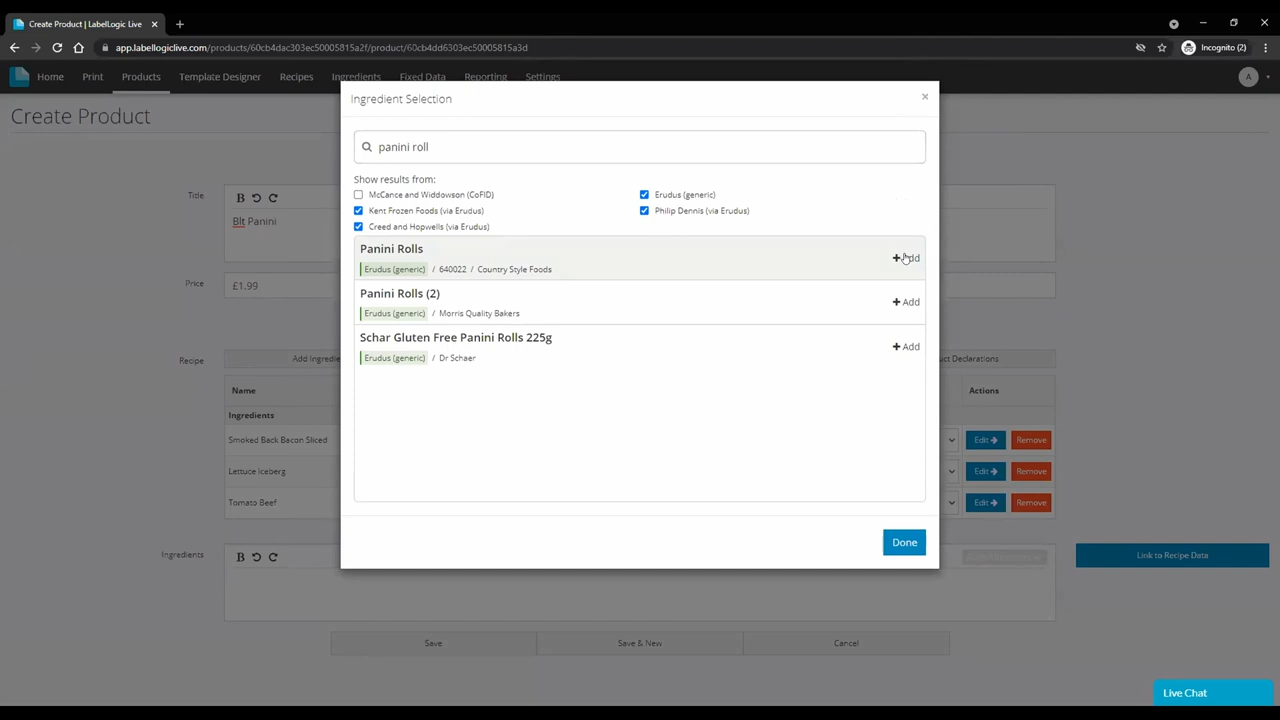 Create Product | LabelLogic Live
app.labellogiclive.com/products/60cb4dac303ec50005815a2f/product/60cb4dd6303ec50005815a3d
Incognito (2)
Home Print Products Template Designer Recipes Ingredients Fixed Data Reporting Settings A
Create Product
Ingredient Selection
panini roll
Show results from:
McCance and Widdowson (CoFID) Erudus (generic)
Kent Frozen Foods (via Erudus) Philip Dennis (via Erudus)
Creed and Hopwells (via Erudus)
Panini Rolls
Erudus (generic) / 640022 / Country Style Foods
Add
Panini Rolls (2)
Erudus (generic) / Morris Quality Bakers
Add
Schar Gluten Free Panini Rolls 225g
Erudus (generic) / Dr Schaer
Add
Done
Title B
Blt Panini
Price £1.99
Recipe
Name Actions
Ingredients
Smoked Back Bacon Sliced Edit Remove
Lettuce Iceberg Edit Remove
Tomato Beef Edit Remove
Ingredients B Link to Recipe Data
Save Save & New Cancel
Live Chat